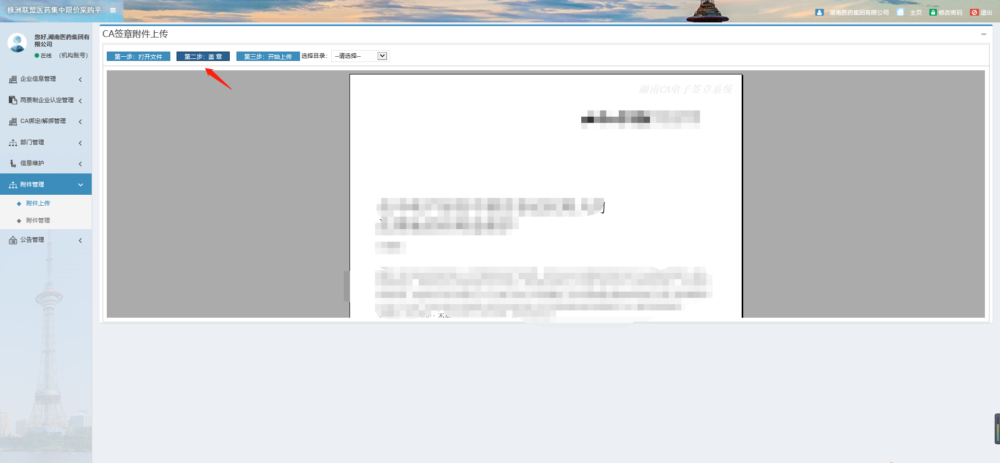 株洲联盟医药集中限价采购平
湖南医药集团有限公司
主页
修改密码
退出
您好,湖南医药集团有
限公司
在线 (机构账号)
企业信息管理
两票制企业认定管理
CA绑定/解绑管理
部门管理
信息维护
附件管理
附件上传
附件管理
公告管理
CA签章附件上传
第一步：打开文件
第二步：盖 章
第三步：开始上传
选择目录：
--请选择--
湖南CA电子签章系统